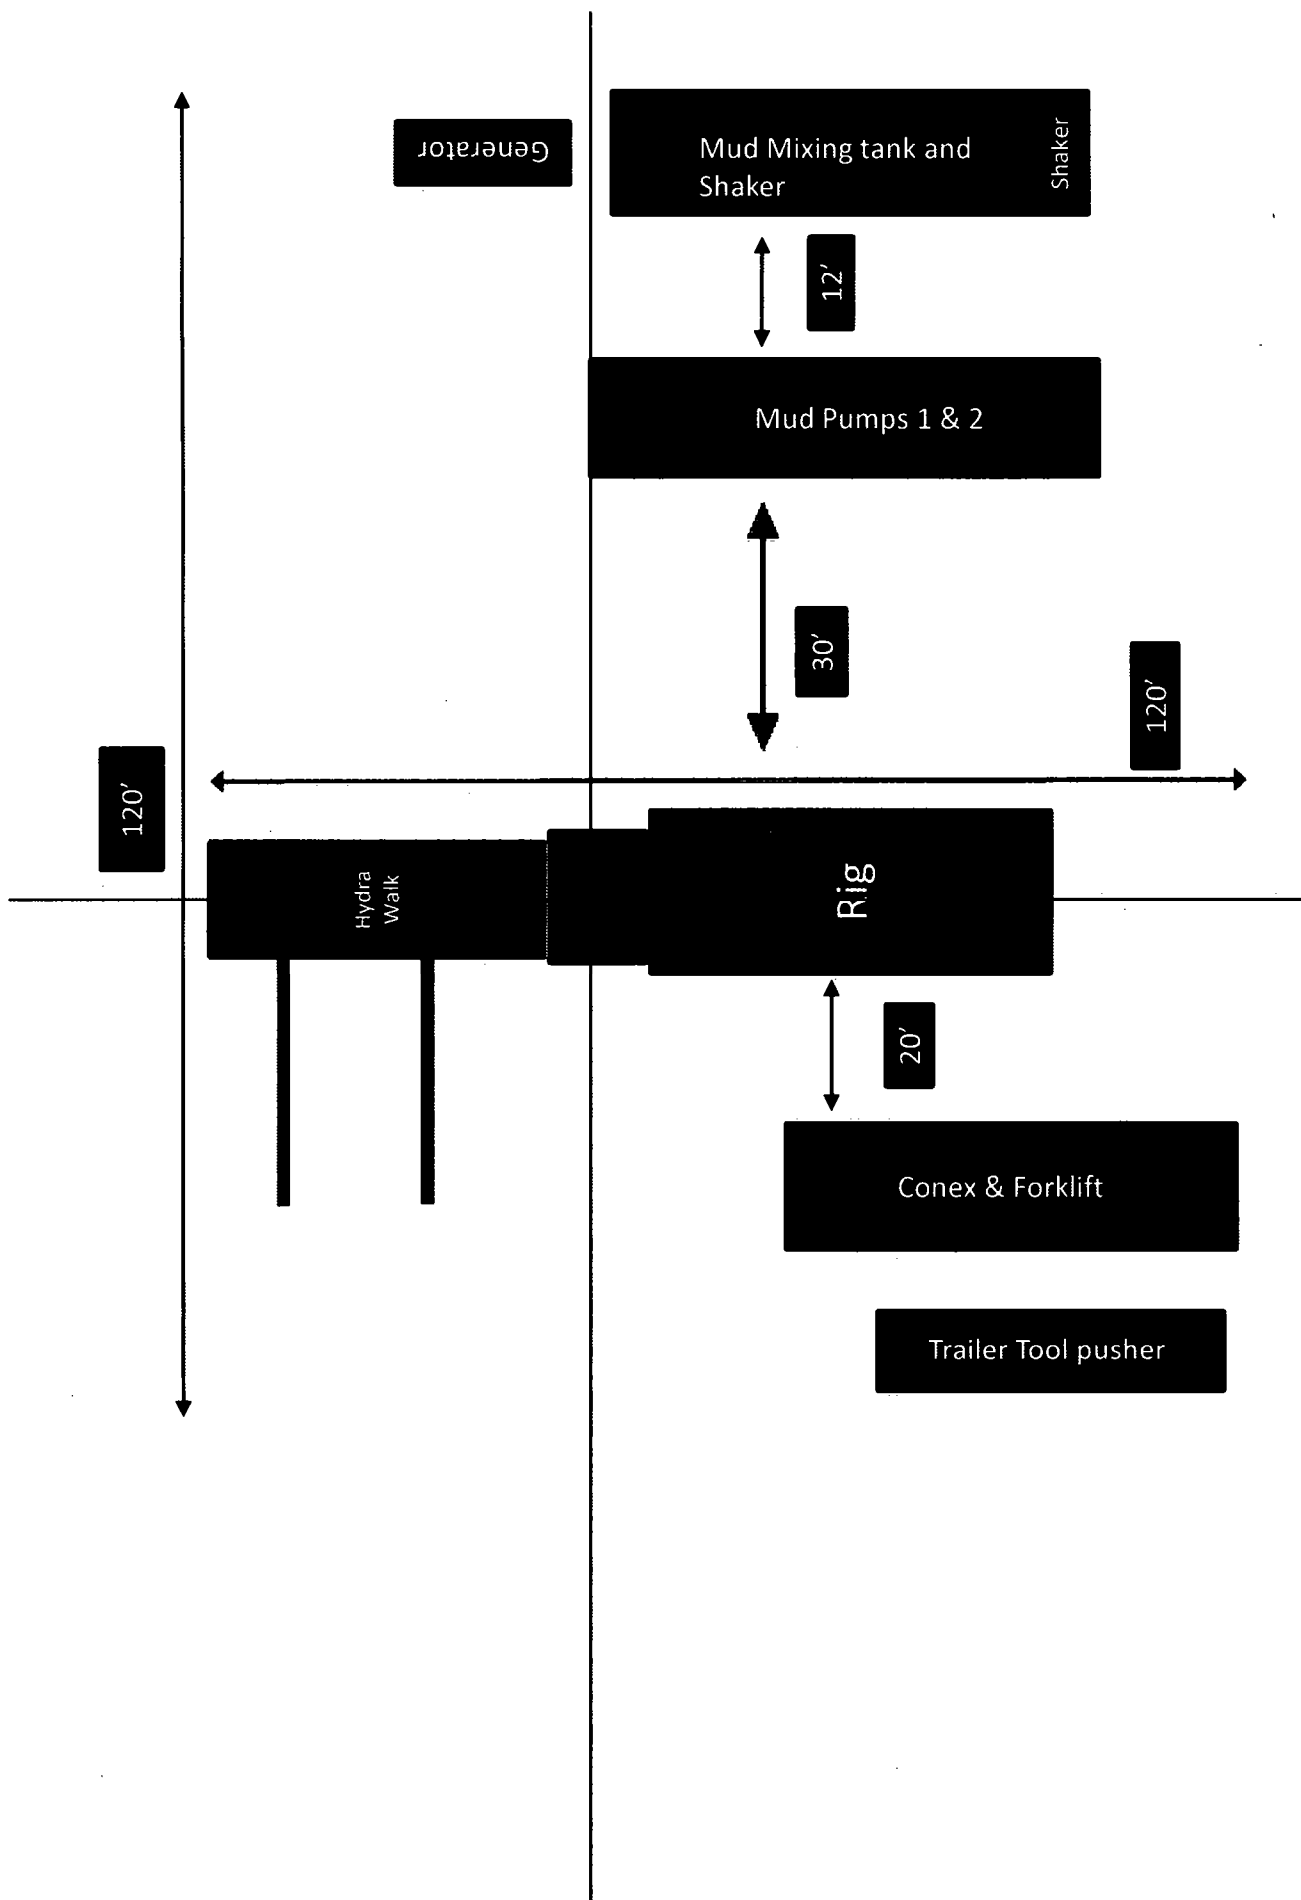 Generator
Mud Mixing tank and
Shaker
Shaker
12′
Mud Pumps 1 & 2
30′
120′
120′
Hydra
Walk
Rig
20′
Conex & Forklift
Trailer Tool pusher